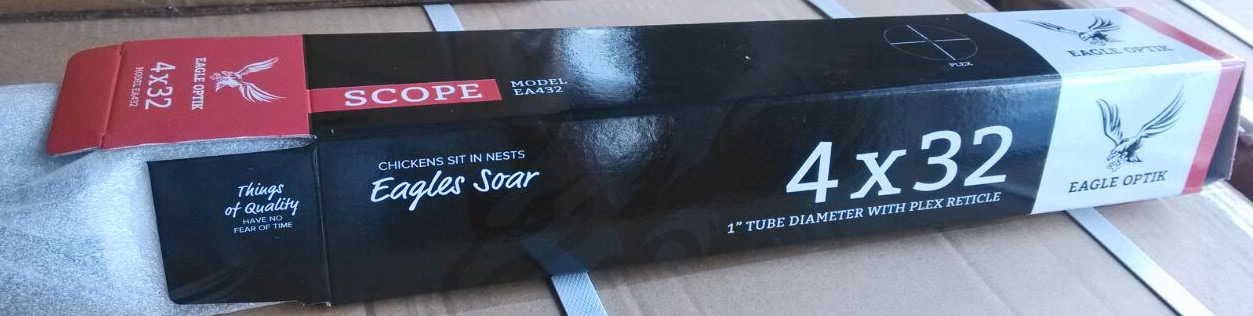 EAGLE OPTIK
4x32
MODEL EA432
SCOPE
MODEL
EA432
PLEX
EAGLE OPTIK
Things
of Quality
HAVE NO
FEAR OF TIME
CHICKENS SIT IN NESTS
Eagles Soar
4x32
1" TUBE DIAMETER WITH PLEX RETICLE
EAGLE OPTIK